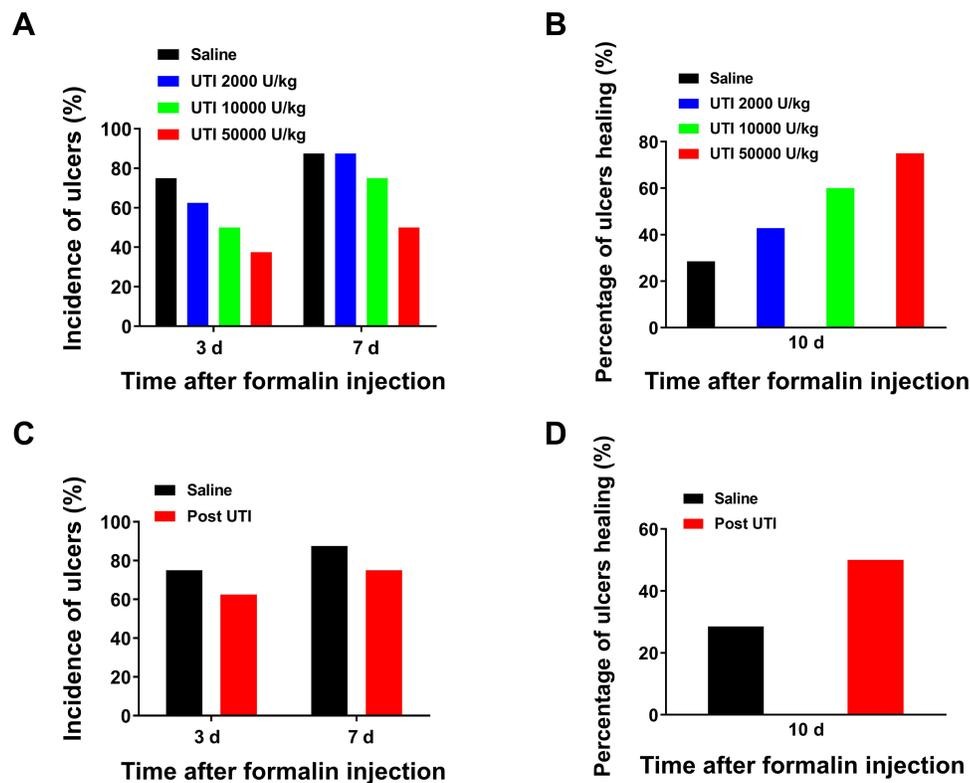 A
Saline
UTI 2000 U/kg
UTI 10000 U/kg
UTI 50000 U/kg
Incidence of ulcers (%)
100
80
60
40
20
0
3 d
7 d
Time after formalin injection
B
Saline
UTI 2000 U/kg
UTI 10000 U/kg
UTI 50000 U/kg
Percentage of ulcers healing (%)
80
60
40
20
0
10 d
Time after formalin injection
C
Saline
Post UTI
Incidence of ulcers (%)
100
80
60
40
20
0
3 d
7 d
Time after formalin injection
D
Saline
Post UTI
Percentage of ulcers healing (%)
60
40
20
0
10 d
Time after formalin injection